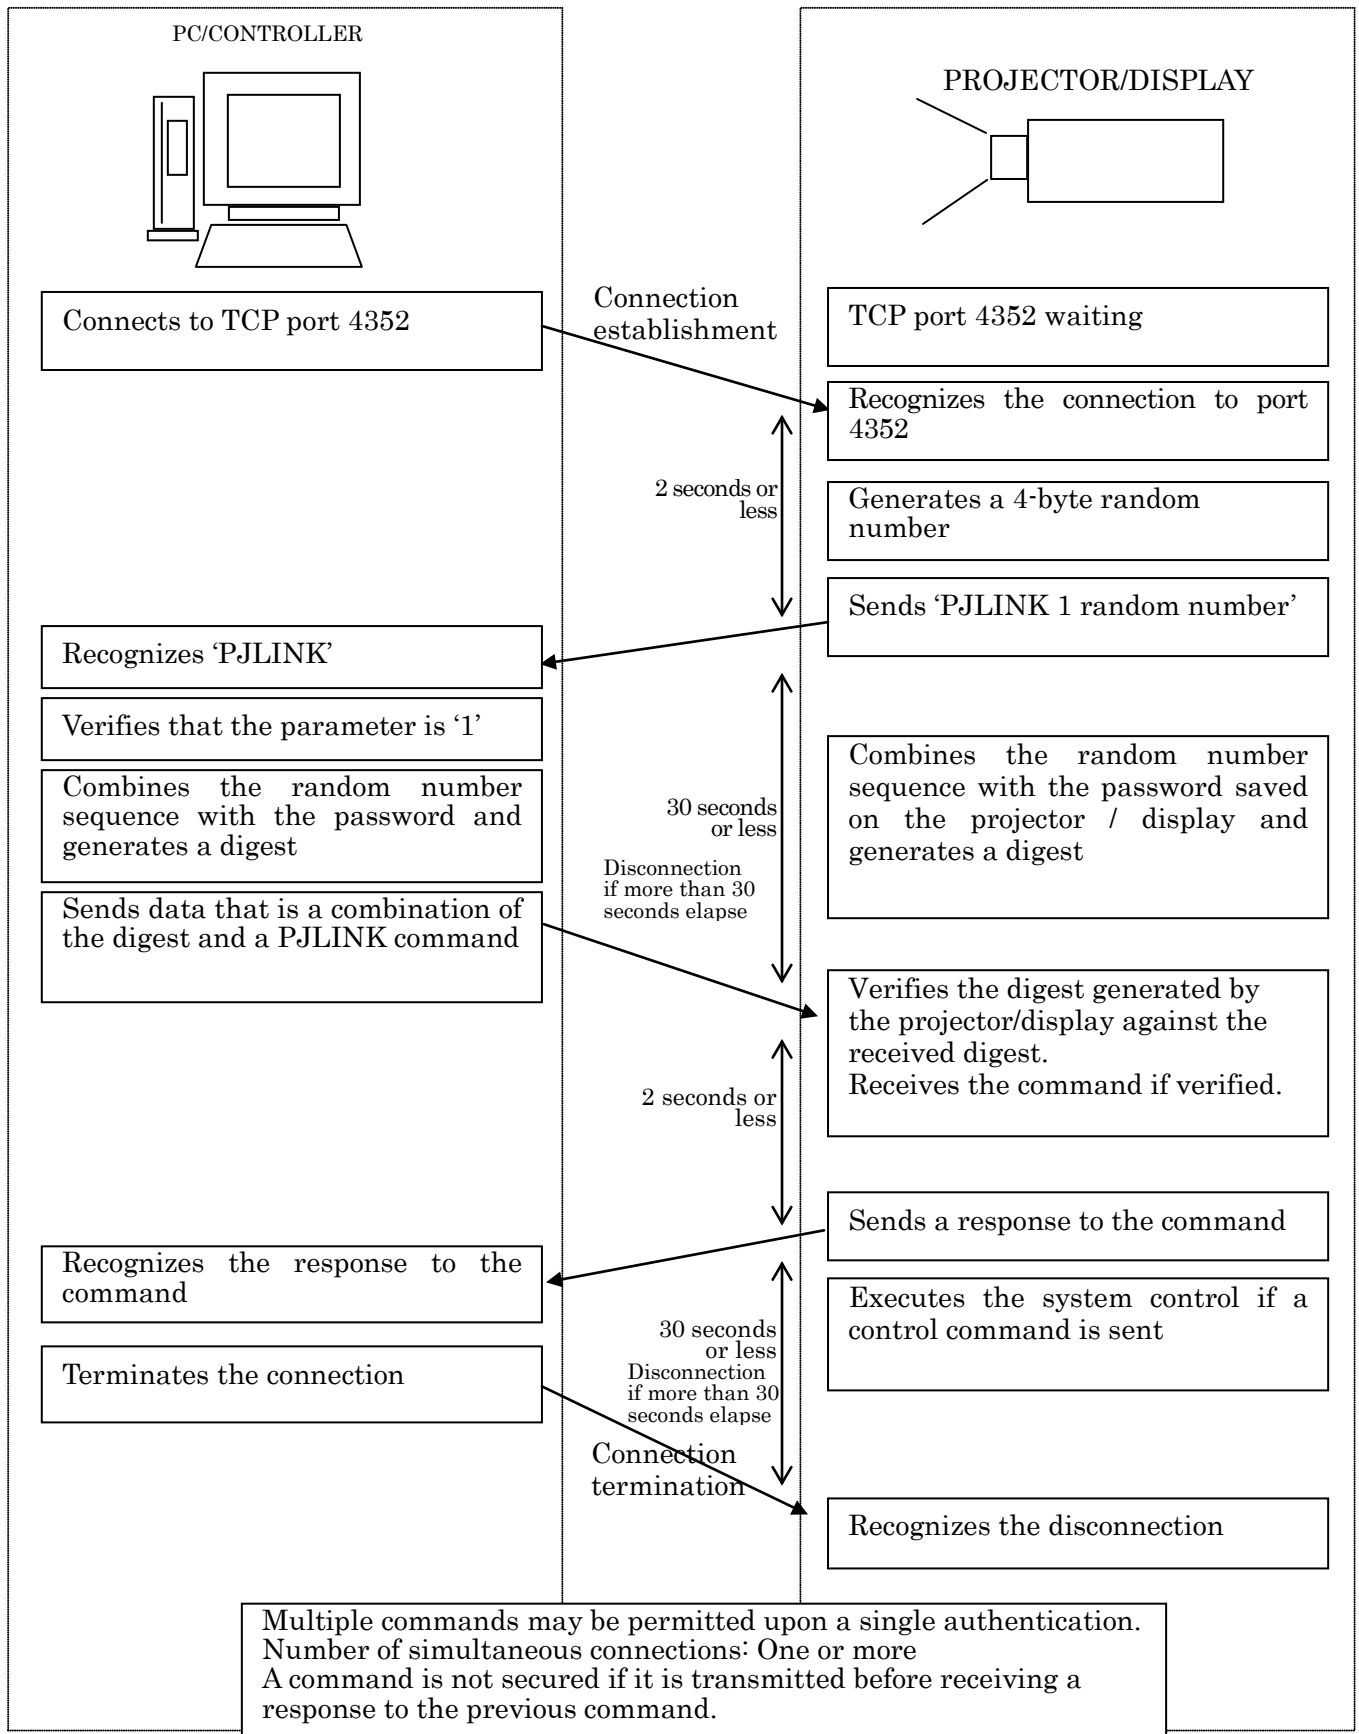 PC/CONTROLLER
PROJECTOR/DISPLAY
Connects to TCP port 4352
Connection
establishment
TCP port 4352 waiting
Recognizes the connection to port
4352
2 seconds or
less
Generates a 4-byte random
number
Sends ‘PJLINK 1 random number’
Recognizes ‘PJLINK’
Verifies that the parameter is ‘1’
Combines the random number
sequence with the password and
generates a digest
30 seconds
or less
Disconnection
if more than 30
seconds elapse
Combines the random number
sequence with the password saved
on the projector / display and
generates a digest
Sends data that is a combination of
the digest and a PJLINK command
Verifies the digest generated by
the projector/display against the
received digest.
Receives the command if verified.
2 seconds or
less
Sends a response to the command
Recognizes the response to the
command
Executes the system control if a
control command is sent
30 seconds
or less
Disconnection
if more than 30
seconds elapse
Terminates the connection
Connection
termination
Recognizes the disconnection
Multiple commands may be permitted upon a single authentication.
Number of simultaneous connections: One or more
A command is not secured if it is transmitted before receiving a
response to the previous command.